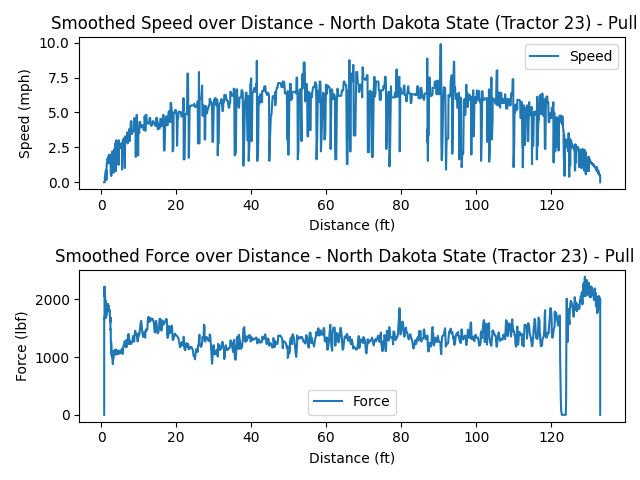 Smoothed Speed over Distance - North Dakota State (Tractor 23) - Pull
10.0
7.5
5.0
2.5
0.0
Speed (mph)
Speed
0 20 40 60 80 100 120
Distance (ft)
Smoothed Force over Distance - North Dakota State (Tractor 23) - Pull
2000
1000
0
Force (lbf)
Force
0 20 40 60 80 100 120
Distance (ft)